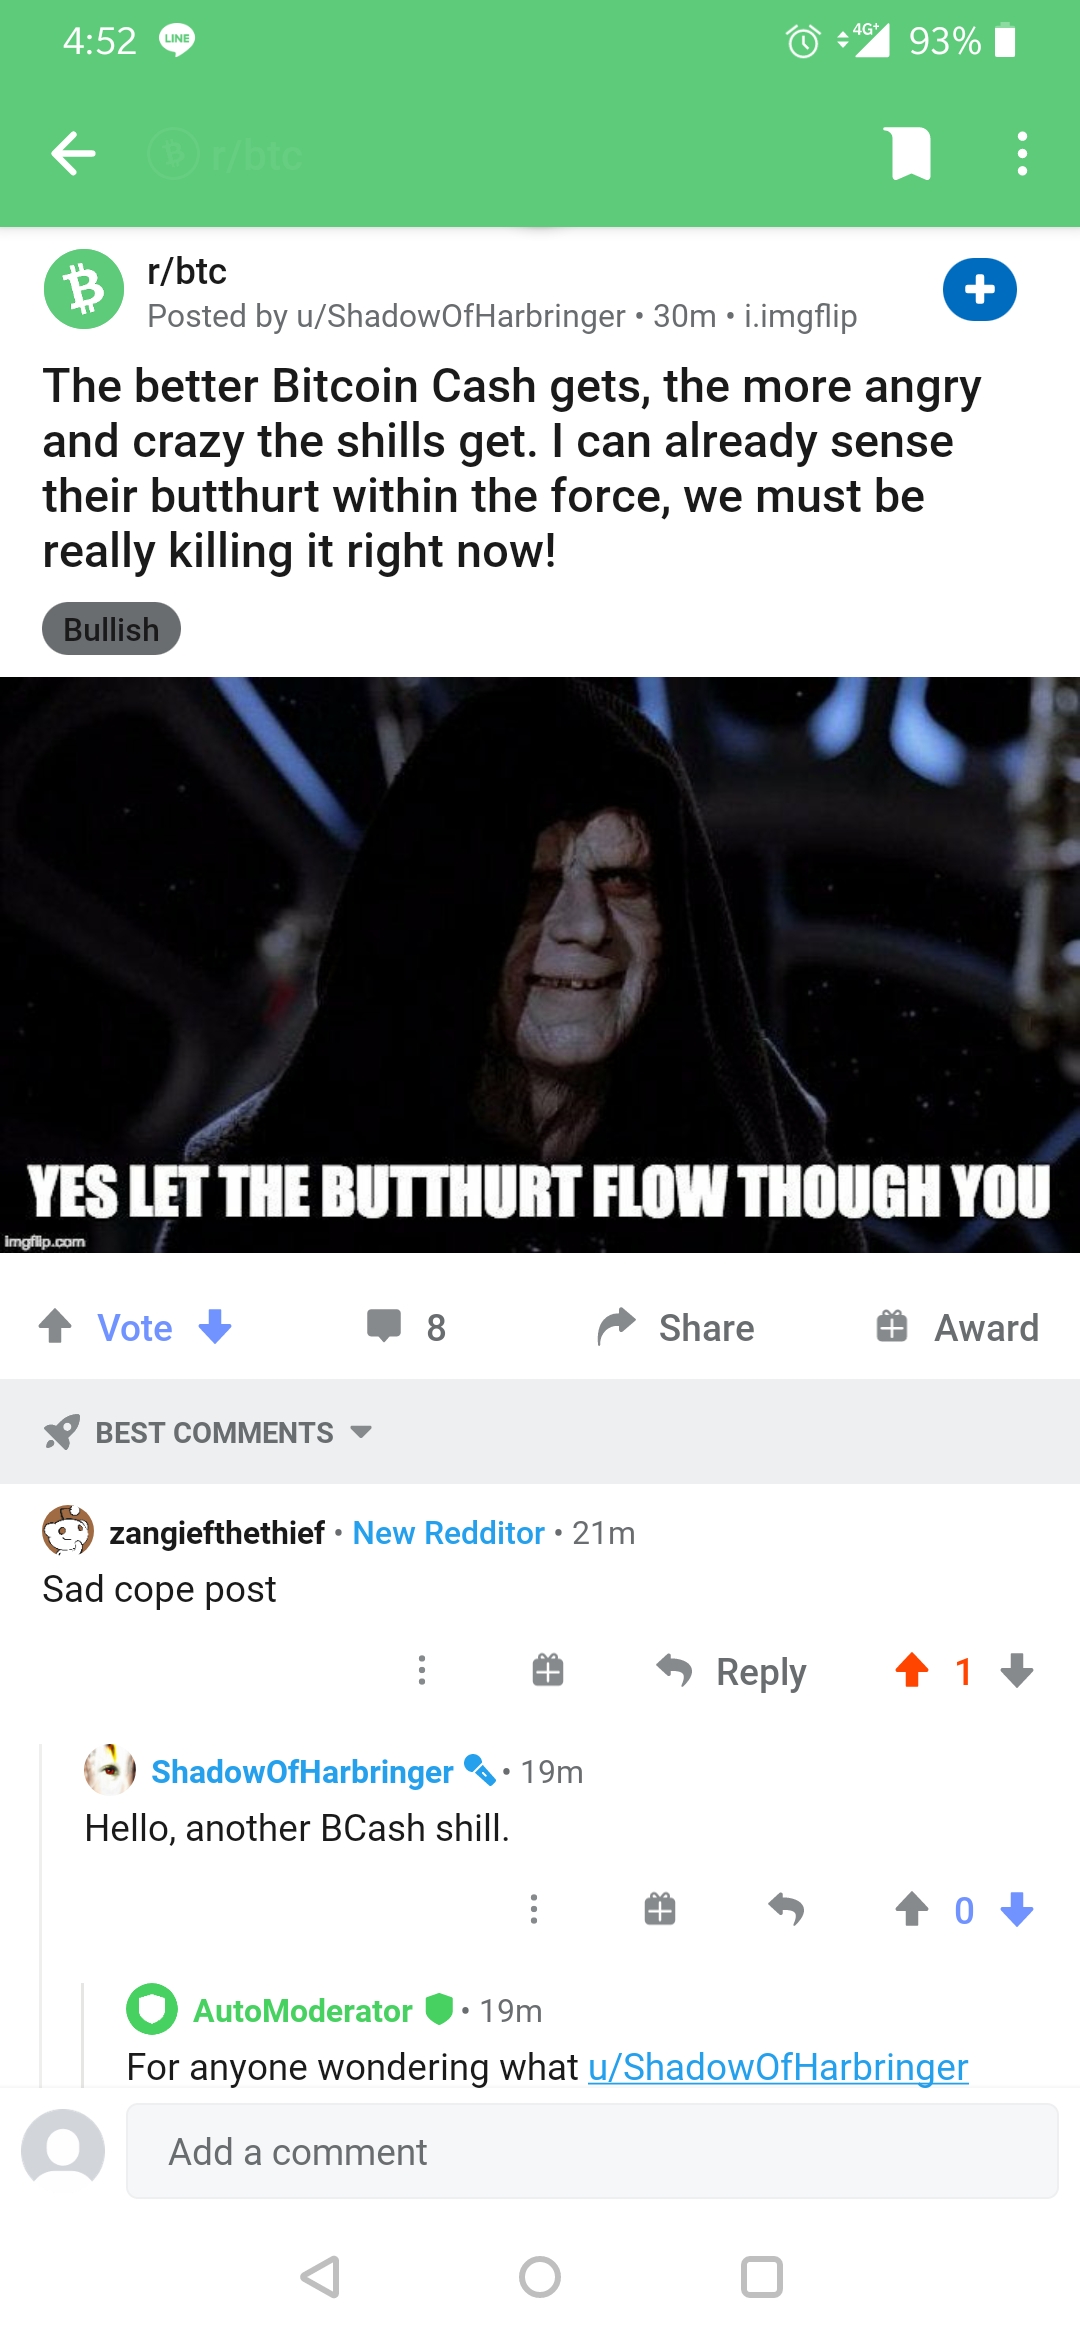 4:52
LINE
4G+
93%
r/btc
r/btc
Posted by u/ShadowOfHarbringer • 30m • i.imgflip
The better Bitcoin Cash gets, the more angry
and crazy the shills get. I can already sense
their butthurt within the force, we must be
really killing it right now!
Bullish
YES LET THE BUTTHURT FLOW THOUGH YOU
imgflip.com
Vote
8
Share
Award
BEST COMMENTS
zangiefthethief • New Redditor • 21m
Sad cope post
Reply
1
ShadowOfHarbringer • 19m
Hello, another BCash shill.
0
AutoModerator • 19m
For anyone wondering what u/ShadowOfHarbringer
Add a comment